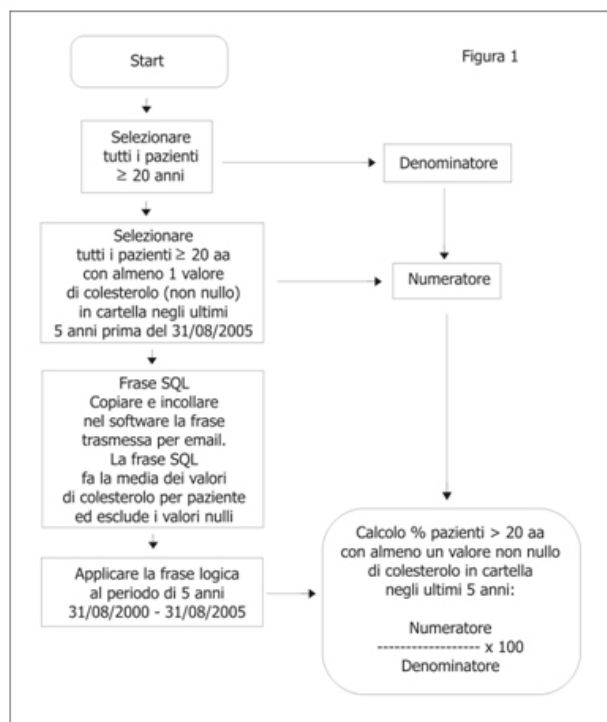 Start
Figura 1
Selezionare
tutti i pazienti
≥ 20 anni
Denominatore
Selezionare
tutti i pazienti ≥ 20 aa
con almeno 1 valore
di colesterolo (non nullo)
in cartella negli ultimi
5 anni prima del 31/08/2005
Numeratore
Frase SQL
Copiare e incollare
nel software la frase
trasmessa per email.
La frase SQL
fa la media dei valori
di colesterolo per paziente
ed esclude i valori nulli
Applicare la frase logica
al periodo di 5 anni
31/08/2000 - 31/08/2005
Calcolo % pazienti > 20 aa
con almeno un valore non nullo
di colesterolo in cartella
negli ultimi 5 anni:
Numeratore
------------------- x 100
Denominatore